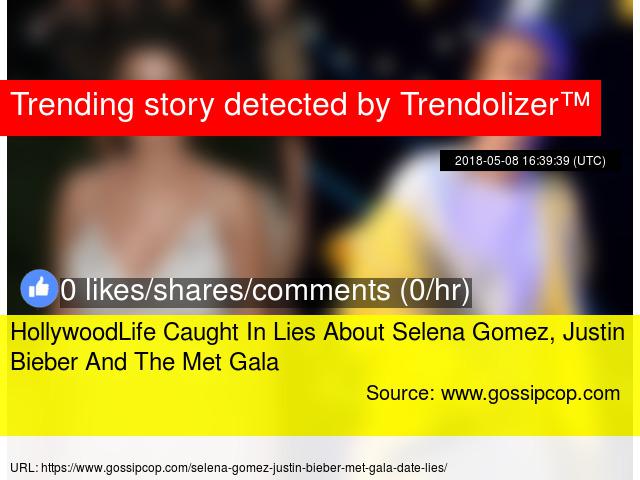 Trending story detected by Trendolizer™
2018-05-08 16:39:39 (UTC)
0 likes/shares/comments (0/hr)
HollywoodLife Caught In Lies About Selena Gomez, Justin
Bieber And The Met Gala
Source: www.gossipcop.com
URL: https://www.gossipcop.com/selena-gomez-justin-bieber-met-gala-date-lies/